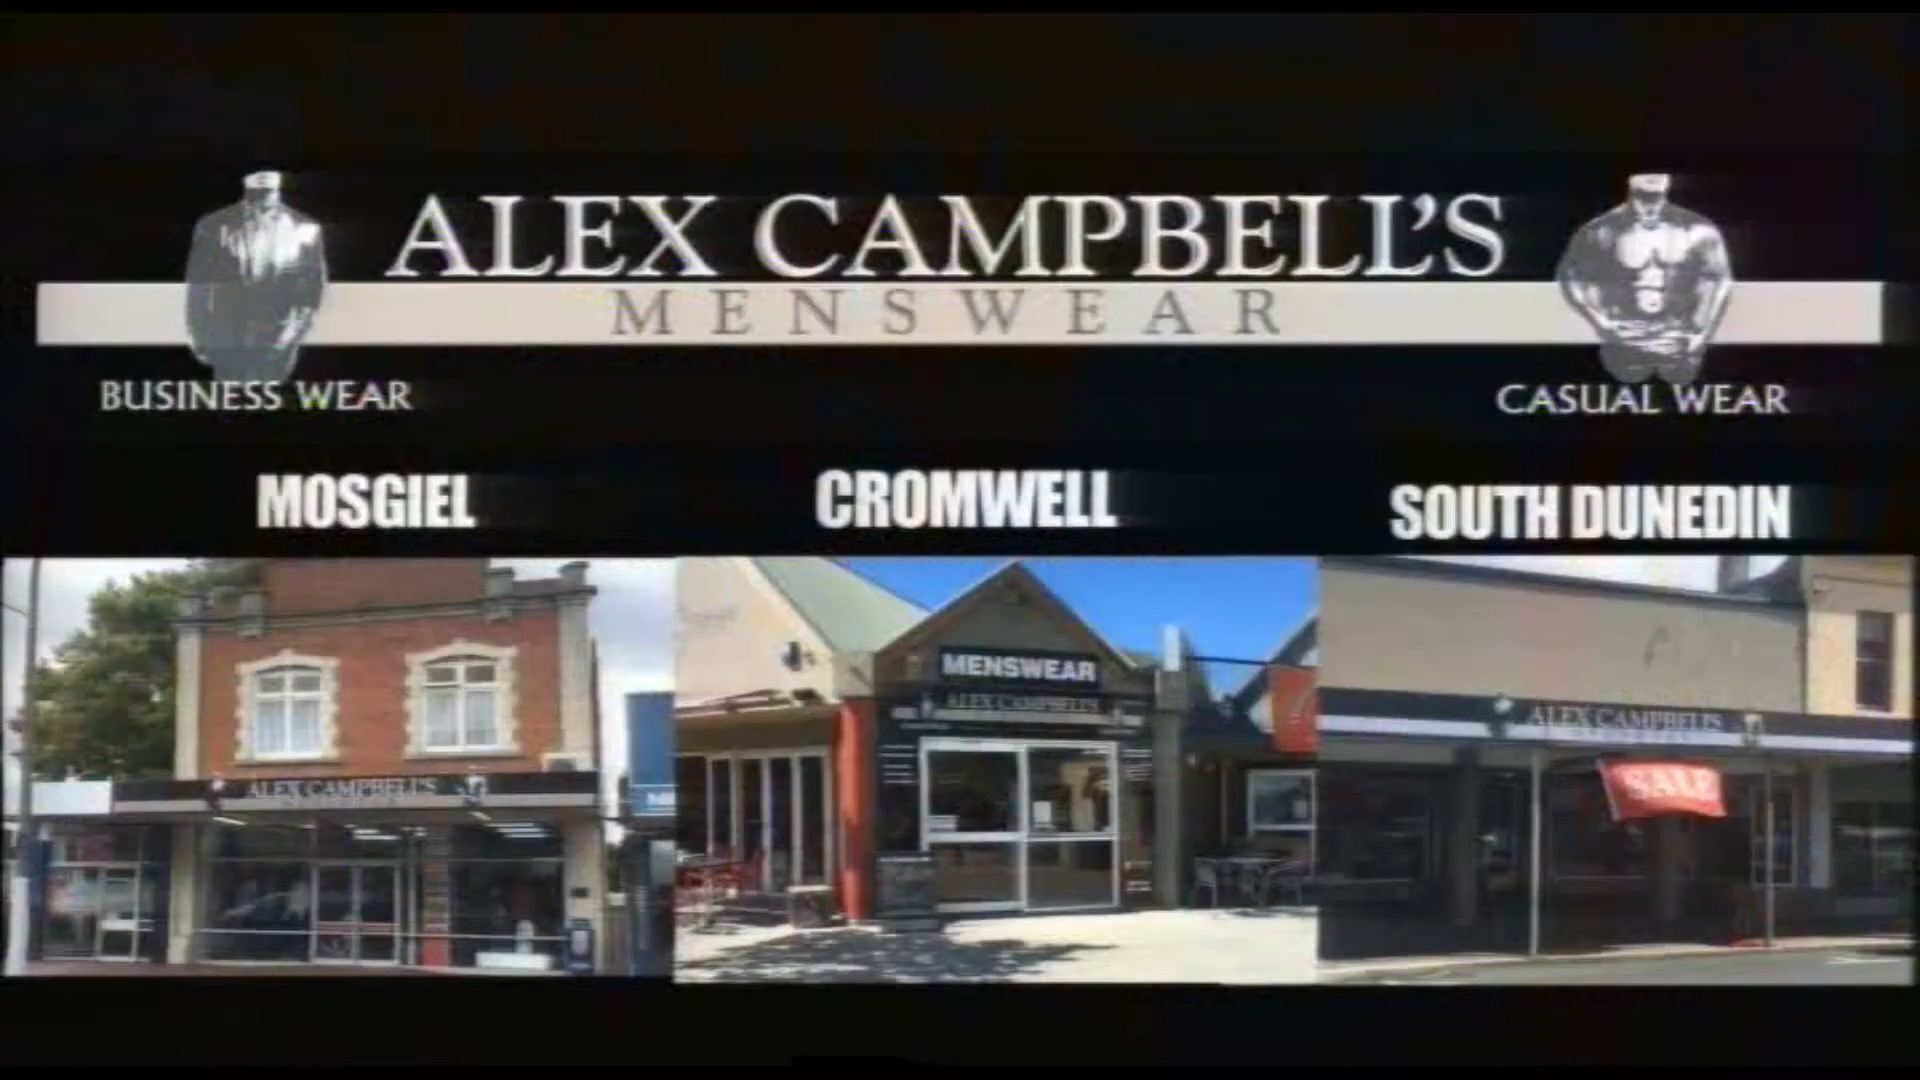 ALEX CAMPBELL'S
MENSWEAR
BUSINESS WEAR
CASUAL WEAR
MOSGIEL
CROMWELL
SOUTH DUNEDIN
ALEX CAMPBELL'S
MENSWEAR
ALEX CAMPBELL'S
ALEX CAMPBELL'S
SALE